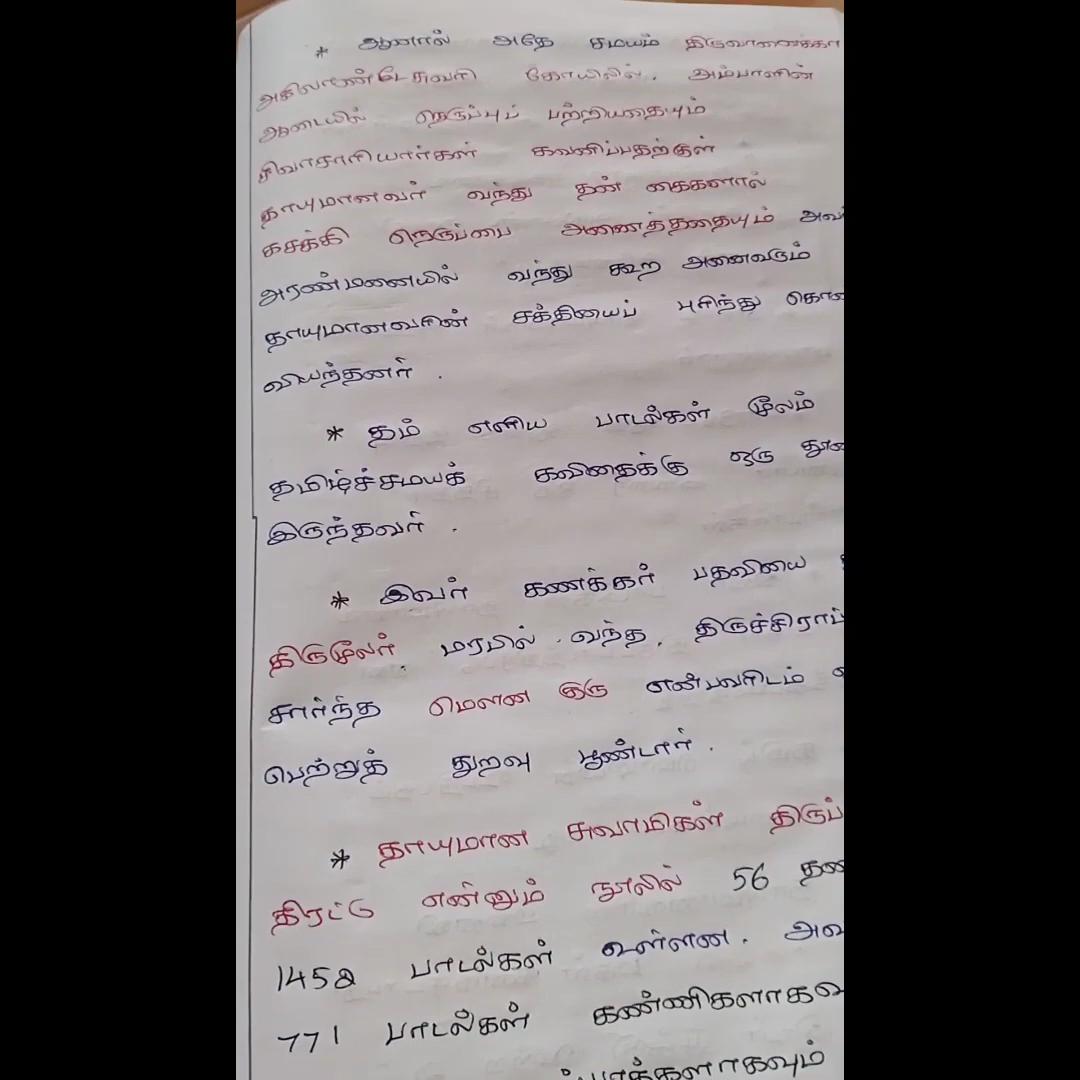 * ஆனால் அதே சமயம் திருவானைக்கா
அகிலாண்டேசுவரி கோயிலில். அம்பாளின்
ஆடையில் நெருப்புப் பற்றியதையும்
சிவாசாரியார்கள் கவனிப்பதற்குள்
தாயுமானவர் வந்து தன் கைகளால்
கசக்கி நெருப்பை அணைத்ததையும் அவர்
அரண்மனையில் வந்து கூற அனைவரும்
தாயுமானவரின் சக்தியைப் புரிந்து கொ
வியந்தனர்.
* தம் எளிய பாடல்கள் மூலம்
தமிழ்ச்சமயக் கவிதைக்கு ஒரு தூ
இருந்தவர்.
* இவர் கணக்கர் பதவியை
திருமூலர் மரபில் வந்த, திருச்சிராப்
சார்ந்த மௌன குரு என்பவரிடம்
பெற்றுத் துறவு பூண்டார்.
* தாயுமான சுவாமிகள் திருப்
திரட்டு என்னும் நூலில் 56
1452 பாடல்கள் உள்ளன. அவ
771 பாடல்கள் கண்ணிகளாகவ